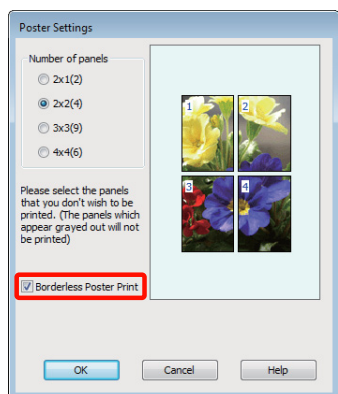 Poster Settings
Number of panels
2x1(2)
2x2(4)
3x3(9)
4x4(6)
1 2
3 4
Please select the panels
that you don't wish to be
printed. (The panels which
appear grayed out will not
be printed)
Borderless Poster Print
OK Cancel Help